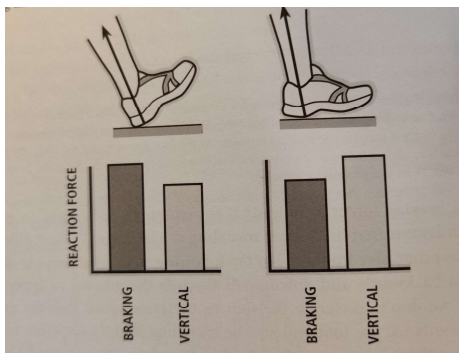 REACTION FORCE
BRAKING
VERTICAL
BRAKING
VERTICAL